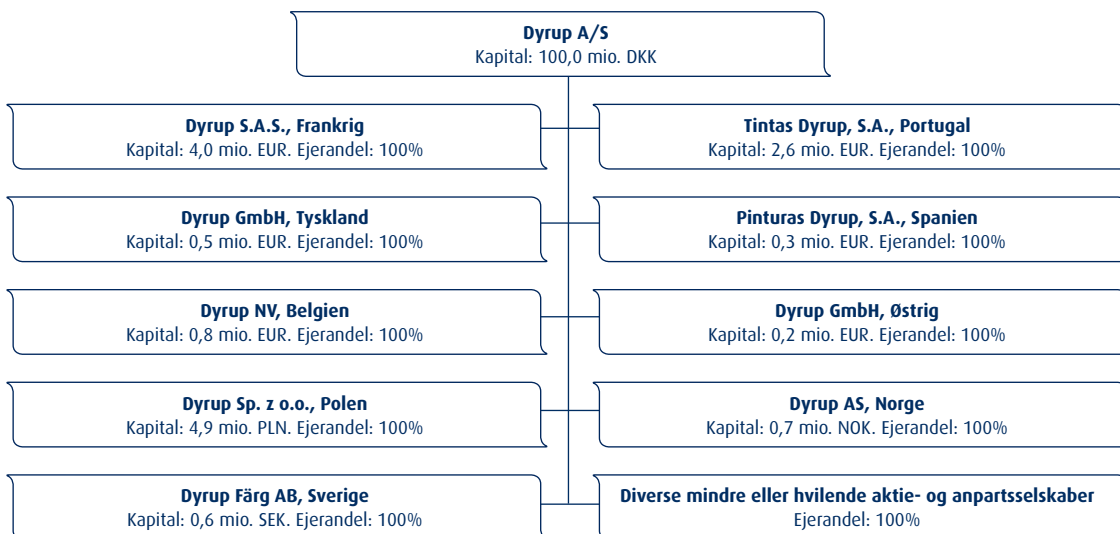 Dyrup A/S
Kapital: 100,0 mio. DKK
Dyrup S.A.S., Frankrig
Kapital: 4,0 mio. EUR. Ejerandel: 100%
Tintas Dyrup, S.A., Portugal
Kapital: 2,6 mio. EUR. Ejerandel: 100%
Dyrup GmbH, Tyskland
Kapital: 0,5 mio. EUR. Ejerandel: 100%
Pinturas Dyrup, S.A., Spanien
Kapital: 0,3 mio. EUR. Ejerandel: 100%
Dyrup NV, Belgien
Kapital: 0,8 mio. EUR. Ejerandel: 100%
Dyrup GmbH, Østrig
Kapital: 0,2 mio. EUR. Ejerandel: 100%
Dyrup Sp. z o.o., Polen
Kapital: 4,9 mio. PLN. Ejerandel: 100%
Dyrup AS, Norge
Kapital: 0,7 mio. NOK. Ejerandel: 100%
Dyrup Färg AB, Sverige
Kapital: 0,6 mio. SEK. Ejerandel: 100%
Diverse mindre eller hvilende aktie- og anpartsselskaber
Ejerandel: 100%